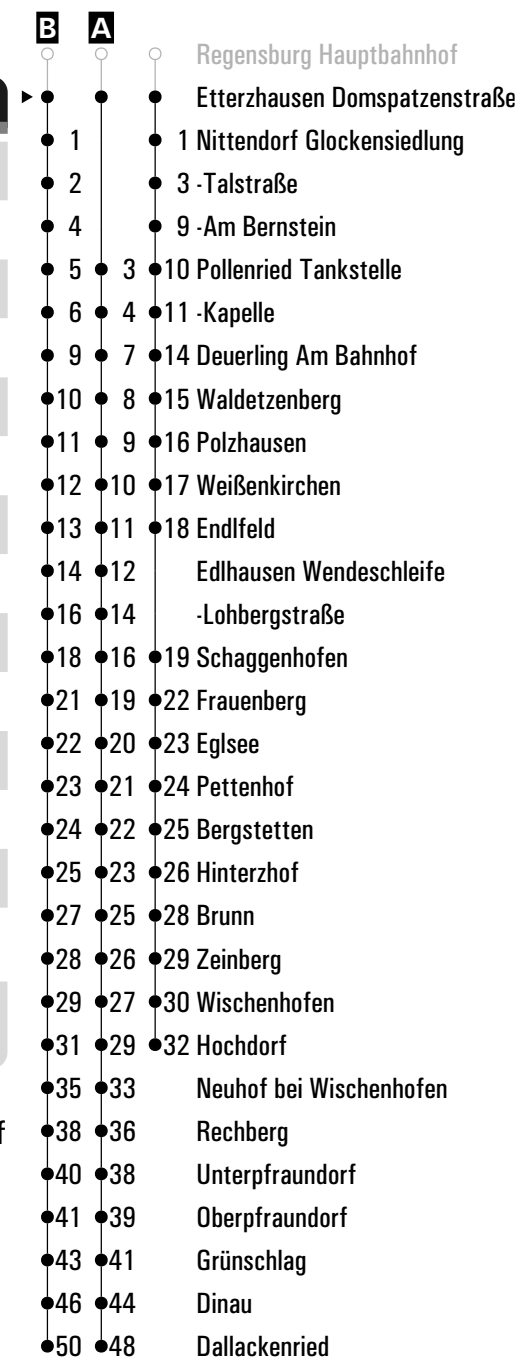 B A
Regensburg Hauptbahnhof
Etterzhausen Domspatzenstraße
1 1 Nittendorf Glockensiedlung
2 3 -Talstraße
4 9 -Am Bernstein
5 3 10 Pollenried Tankstelle
6 4 11 -Kapelle
9 7 14 Deuerling Am Bahnhof
10 8 15 Waldetzenberg
11 9 16 Polzhausen
12 10 17 Weißenkirchen
13 11 18 Endlfeld
14 12 Edlhausen Wendeschleife
16 14 -Lohbergstraße
18 16 19 Schaggenhofen
21 19 22 Frauenberg
22 20 23 Eglsee
23 21 24 Pettenhof
24 22 25 Bergstetten
25 23 26 Hinterzhof
27 25 28 Brunn
28 26 29 Zeinberg
29 27 30 Wischenhofen
31 29 32 Hochdorf
35 33 Neuhof bei Wischenhofen
f 38 36 Rechberg
40 38 Unterpfraundorf
41 39 Oberpfraundorf
43 41 Grünschlag
46 44 Dinau
50 48 Dallackenried